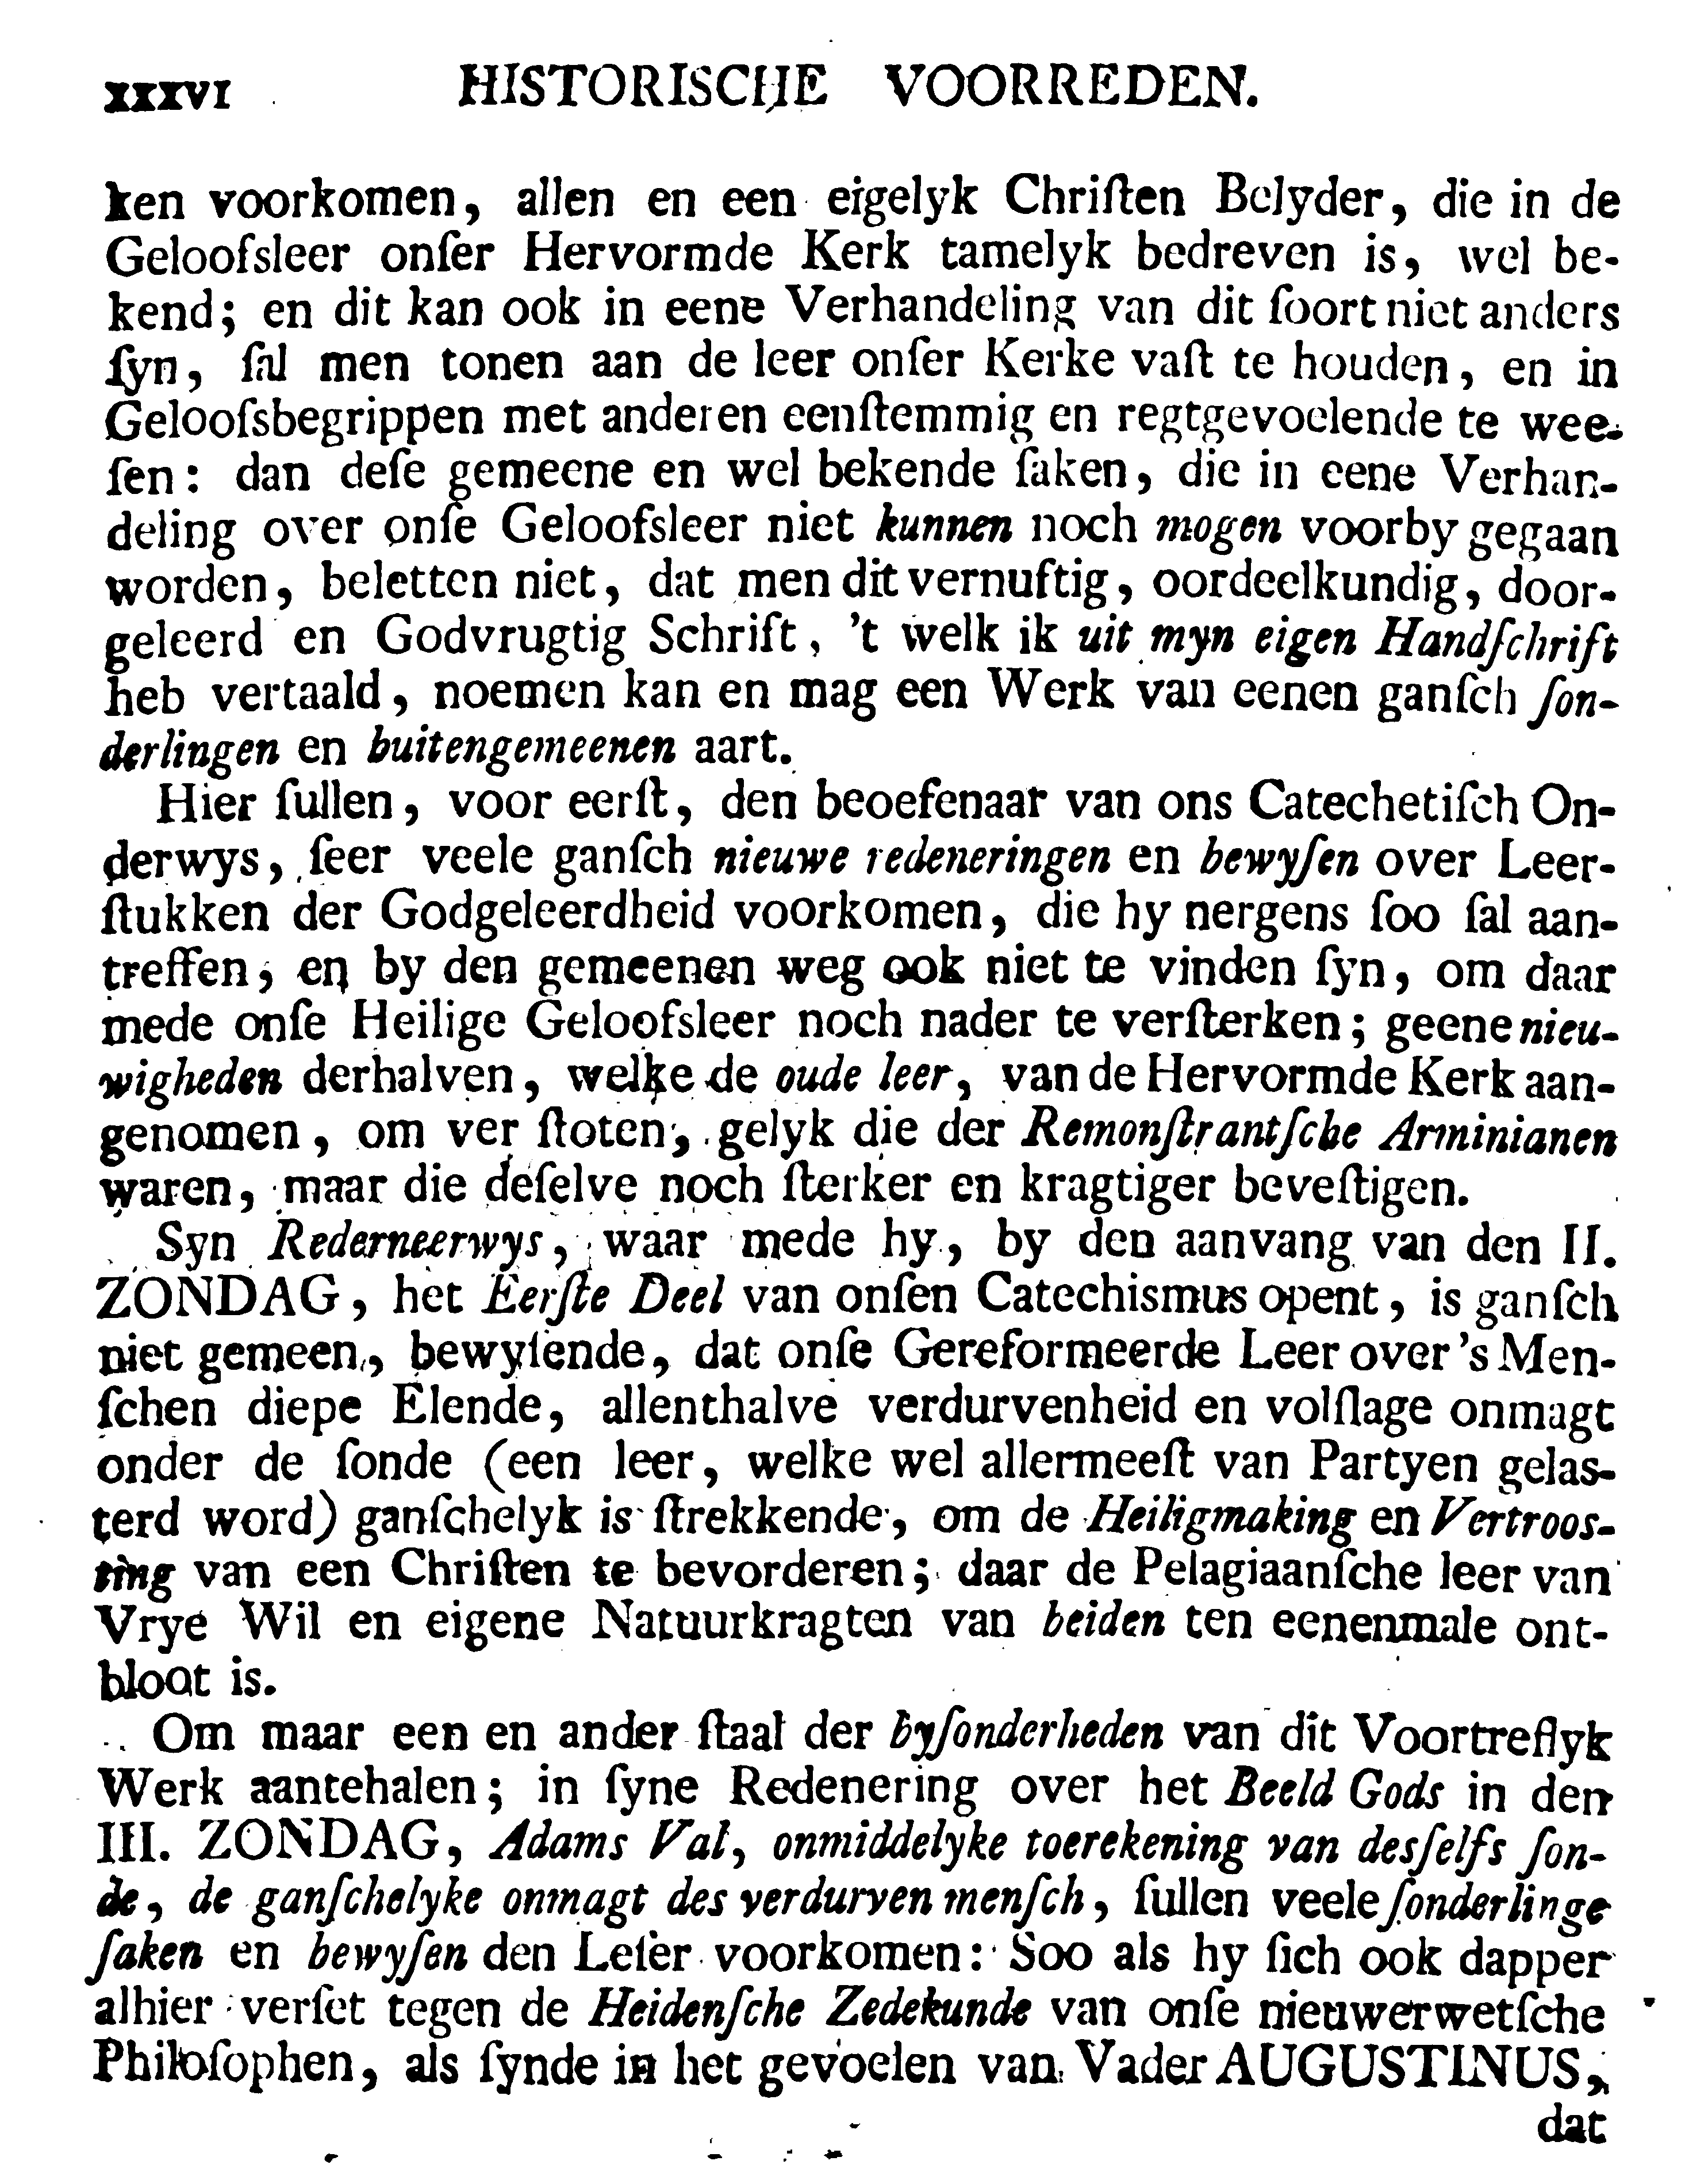 xxxvi HISTORISCHE VOORREDEN.
ken voorkomen, allen en een eigelyk Chriſten Belyder, die in de
Geloofsleer onſer Hervormde Kerk tamelyk bedreven is, wel be-
kend; en dit kan ook in eene Verhandeling van dit ſoort niet anders
ſyn, ſal men tonen aan de leer onſer Kerke vaſt te houden, en in
Geloofsbegrippen met anderen eenſtemmig en regtgevoelende te wee-
ſen: dan deſe gemeene en wel bekende ſaken, die in eene Verhan-
deling over onſe Geloofsleer niet kunnen noch mogen voorby gegaan
worden, beletten niet, dat men dit vernuftig, oordeelkundig, door-
geleerd en Godvrugtig Schrift, 't welk ik uit myn eigen Handſchrift
heb vertaald, noemen kan en mag een Werk van eenen ganſch ſon-
derlingen en buitengemeenen aart.
Hier ſullen, voor eerſt, den beoefenaar van ons Catechetiſch On-
derwys, ſeer veele ganſch nieuwe redeneringen en bewyſen over Leer-
ſtukken der Godgeleerdheid voorkomen, die hy nergens ſoo ſal aan-
treffen, en by den gemeenen weg ook niet te vinden ſyn, om daar
mede onſe Heilige Geloofsleer noch nader te verſterken; geene nieu-
wigheden derhalven, welke de oude leer, van de Hervormde Kerk aan-
genomen, om ver ſtoten, gelyk die der Remonſtrantſche Arminianen
waren, maar die deſelve noch ſterker en kragtiger beveſtigen.
Syn Rederneerwys, waar mede hy, by den aanvang van den II.
ZONDAG, het Eerſte Deel van onſen Catechismus opent, is ganſch
niet gemeen, bewyſende, dat onſe Gereformeerde Leer over 's Men-
ſchen diepe Elende, allenthalve verdurvenheid en volſlage onmagt
onder de ſonde (een leer, welke wel allermeeſt van Partyen gelas-
terd word) ganſchelyk is ſtrekkende, om de Heiligmaking en Vertroos-
ting van een Chriſten te bevorderen; daar de Pelagiaanſche leer van
Vrye Wil en eigene Natuurkragten van beiden ten eenenmale ont-
bloot is.
Om maar een en ander ſtaal der byſonderheden van dit Voortreflyk
Werk aantehalen; in ſyne Redenering over het Beeld Gods in den
III. ZONDAG, Adams Val, onmiddelyke toerekening van desſelfs ſon-
de, de ganſchelyke onmagt des verdurven menſch, ſullen veele ſonderlinge
ſaken en bewyſen den Leſer voorkomen: Soo als hy ſich ook dapper
alhier verſet tegen de Heidenſche Zedekunde van onſe nieuwerwetſche
Philoſophen, als ſynde in het gevoelen van Vader AUGUSTINUS,
dat